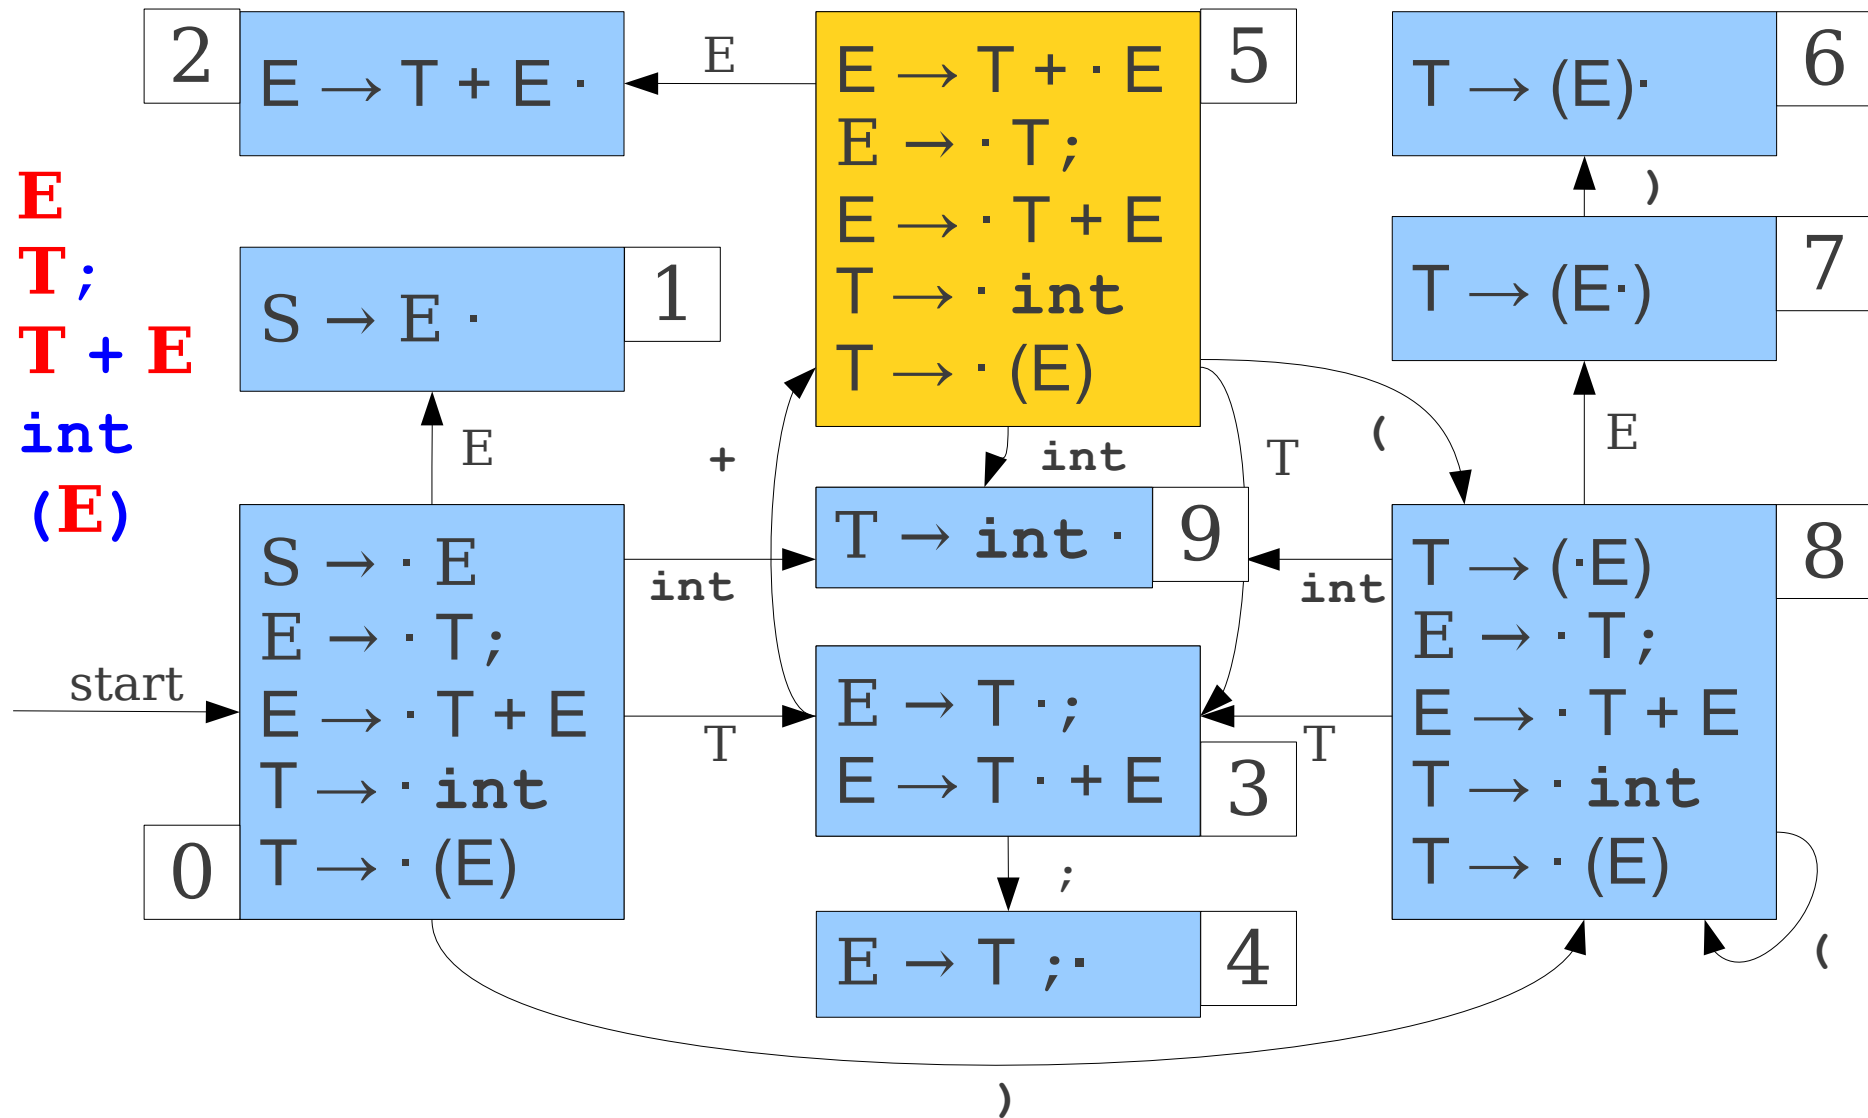 E
T ;
T + E
int
(E)
start
0
S → · E
E → · T ;
E → · T + E
T → · int
T → · (E)
E
int
T
)
1
S → E ·
2
E → T + E ·
E
5
E → T + · E
E → · T ;
E → · T + E
T → · int
T → · (E)
+
int
T
(
9
T → int ·
3
E → T · ;
E → T · + E
;
4
E → T ; ·
6
T → (E)·
)
7
T → (E·)
E
8
T → (·E)
E → · T ;
E → · T + E
T → · int
T → · (E)
int
T
(